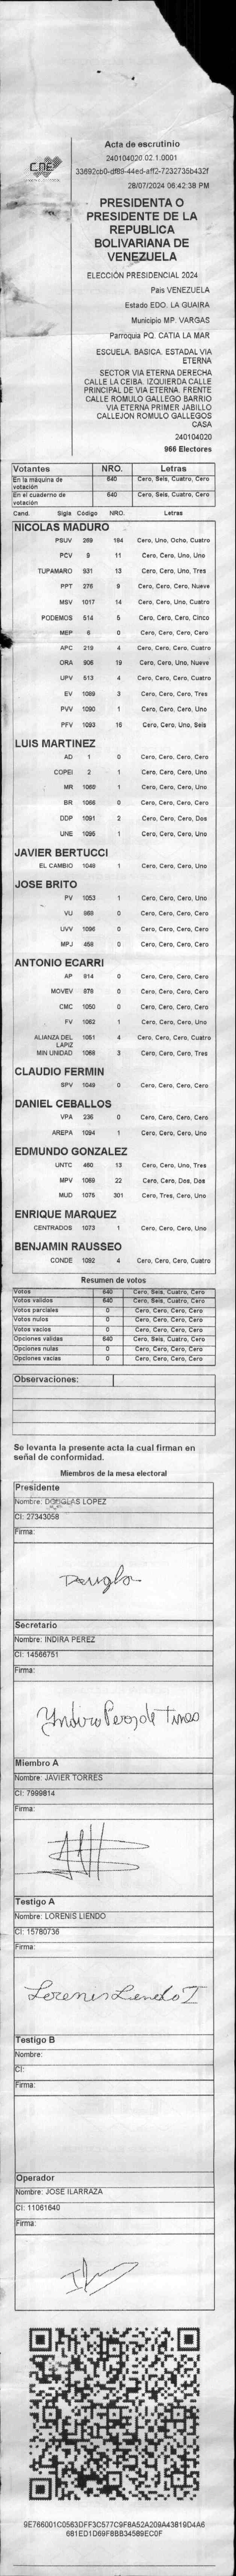 CNE
Acta de escrutinio
240104020.02.1.0001
33692cb0-df89-44ed-aff2-7232735b432f
28/07/2024 06:42:38 PM
PRESIDENTA O
PRESIDENTE DE LA
REPUBLICA
BOLIVARIANA DE
VENEZUELA
ELECCIÓN PRESIDENCIAL 2024
Pais VENEZUELA
Estado EDO. LA GUAIRA
Municipio MP. VARGAS
Parroquia PQ. CATIA LA MAR
ESCUELA. BASICA. ESTADAL VIA
ETERNA
SECTOR VIA ETERNA DERECHA
CALLE LA CEIBA. IZQUIERDA CALLE
PRINCIPAL DE VIA ETERNA. FRENTE
CALLE ROMULO GALLEGO BARRIO
VIA ETERNA PRIMER JABILLO
CALLEJON ROMULO GALLEGOS
CASA
240104020
966 Electores
Votantes NRO. Letras
En la máquina de votación 640 Cero, Seis, Cuatro, Cero
En el cuaderno de votación 640 Cero, Seis, Cuatro, Cero
Cand. Sigla Código NRO. Letras
NICOLAS MADURO
PSUV 269 184 Cero, Uno, Ocho, Cuatro
PCV 9 11 Cero, Cero, Uno, Uno
TUPAMARO 931 13 Cero, Cero, Uno, Tres
PPT 276 9 Cero, Cero, Cero, Nueve
MSV 1017 14 Cero, Cero, Uno, Cuatro
PODEMOS 514 5 Cero, Cero, Cero, Cinco
MEP 6 0 Cero, Cero, Cero, Cero
APC 219 4 Cero, Cero, Cero, Cuatro
ORA 906 19 Cero, Cero, Uno, Nueve
UPV 513 4 Cero, Cero, Cero, Cuatro
EV 1089 3 Cero, Cero, Cero, Tres
PVV 1090 1 Cero, Cero, Cero, Uno
PFV 1093 16 Cero, Cero, Uno, Seis
LUIS MARTINEZ
AD 1 0 Cero, Cero, Cero, Cero
COPEI 2 1 Cero, Cero, Cero, Uno
MR 1 Cero, Cero, Cero, Uno
BR 1066 0 Cero, Cero, Cero, Cero
DDP 1091 2 Cero, Cero, Cero, Dos
UNE 1095 1 Cero, Cero, Cero, Uno
JAVIER BERTUCCI
EL CAMBIO 1048 1 Cero, Cero, Cero, Uno
JOSE BRITO
PV 1053 1 Cero, Cero, Cero, Uno
VU 868 0 Cero, Cero, Cero, Cero
UVV 1096 0 Cero, Cero, Cero, Cero
MPJ 458 0 Cero, Cero, Cero, Cero
ANTONIO ECARRI
AP 914 0 Cero, Cero, Cero, Cero
MOVEV 978 0 Cero, Cero, Cero, Cero
CMC 1050 0 Cero, Cero, Cero, Cero
FV 1062 1 Cero, Cero, Cero, Uno
ALIANZA DEL LAPIZ 1051 4 Cero, Cero, Cero, Cuatro
MIN UNIDAD 1068 3 Cero, Cero, Cero, Tres
CLAUDIO FERMIN
SPV 1049 0 Cero, Cero, Cero, Cero
DANIEL CEBALLOS
VPA 236 0 Cero, Cero, Cero, Cero
AREPA 1094 1 Cero, Cero, Cero, Uno
EDMUNDO GONZALEZ
UNTC 460 13 Cero, Cero, Uno, Tres
MPV 1069 22 Cero, Cero, Dos, Dos
MUD 1075 301 Cero, Tres, Cero, Uno
ENRIQUE MARQUEZ
CENTRADOS 1073 1 Cero, Cero, Cero, Uno
BENJAMIN RAUSSEO
CONDE 1092 4 Cero, Cero, Cero, Cuatro
Resumen de votos
Votos 640 Cero, Seis, Cuatro, Cero
Votos validos 640 Cero, Seis, Cuatro, Cero
Votos parciales 0 Cero, Cero, Cero, Cero
Votos nulos 0 Cero, Cero, Cero, Cero
Votos vacios 0 Cero, Cero, Cero, Cero
Opciones validas 640 Cero, Seis, Cuatro, Cero
Opciones nulas 0 Cero, Cero, Cero, Cero
Opciones vacias 0 Cero, Cero, Cero, Cero
Observaciones:
Se levanta la presente acta la cual firman en
señal de conformidad.
Miembros de la mesa electoral
Presidente
Nombre: DOUGLAS LOPEZ
CI: 27343058
Firma:
Douglas
Secretario
Nombre: INDIRA PEREZ
CI: 14566751
Firma:
Yndira Perez de Tineo
Miembro A
Nombre: JAVIER TORRES
CI: 7999814
Firma:
Testigo A
Nombre: LORENIS LIENDO
CI: 15780736
Firma:
Lorenis Liendo I
Testigo B
Nombre:
CI:
Firma:
Operador
Nombre: JOSE ILARRAZA
CI: 11061640
Firma:
9E766001C0563DFF3C577C9F8A52A209A43819D4A6
681ED1D69F8BB34589EC0F